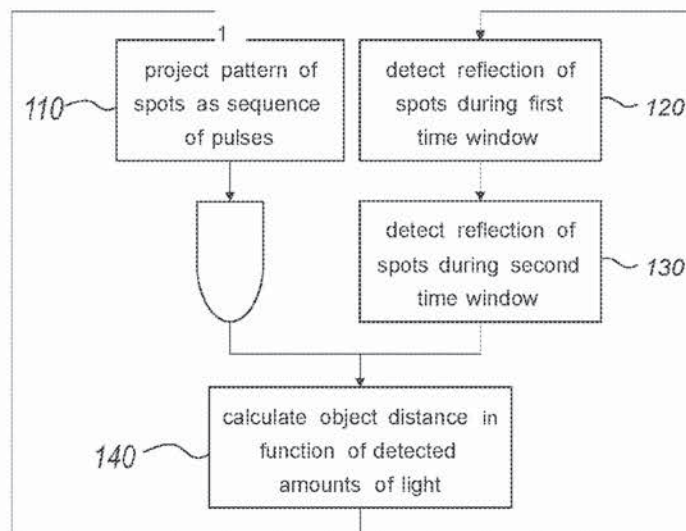 1
project pattern of
spots as sequence
of pulses
110
detect reflection of
spots during first
time window
120
detect reflection of
spots during second
time window
130
calculate object distance in
function of detected
amounts of light
140